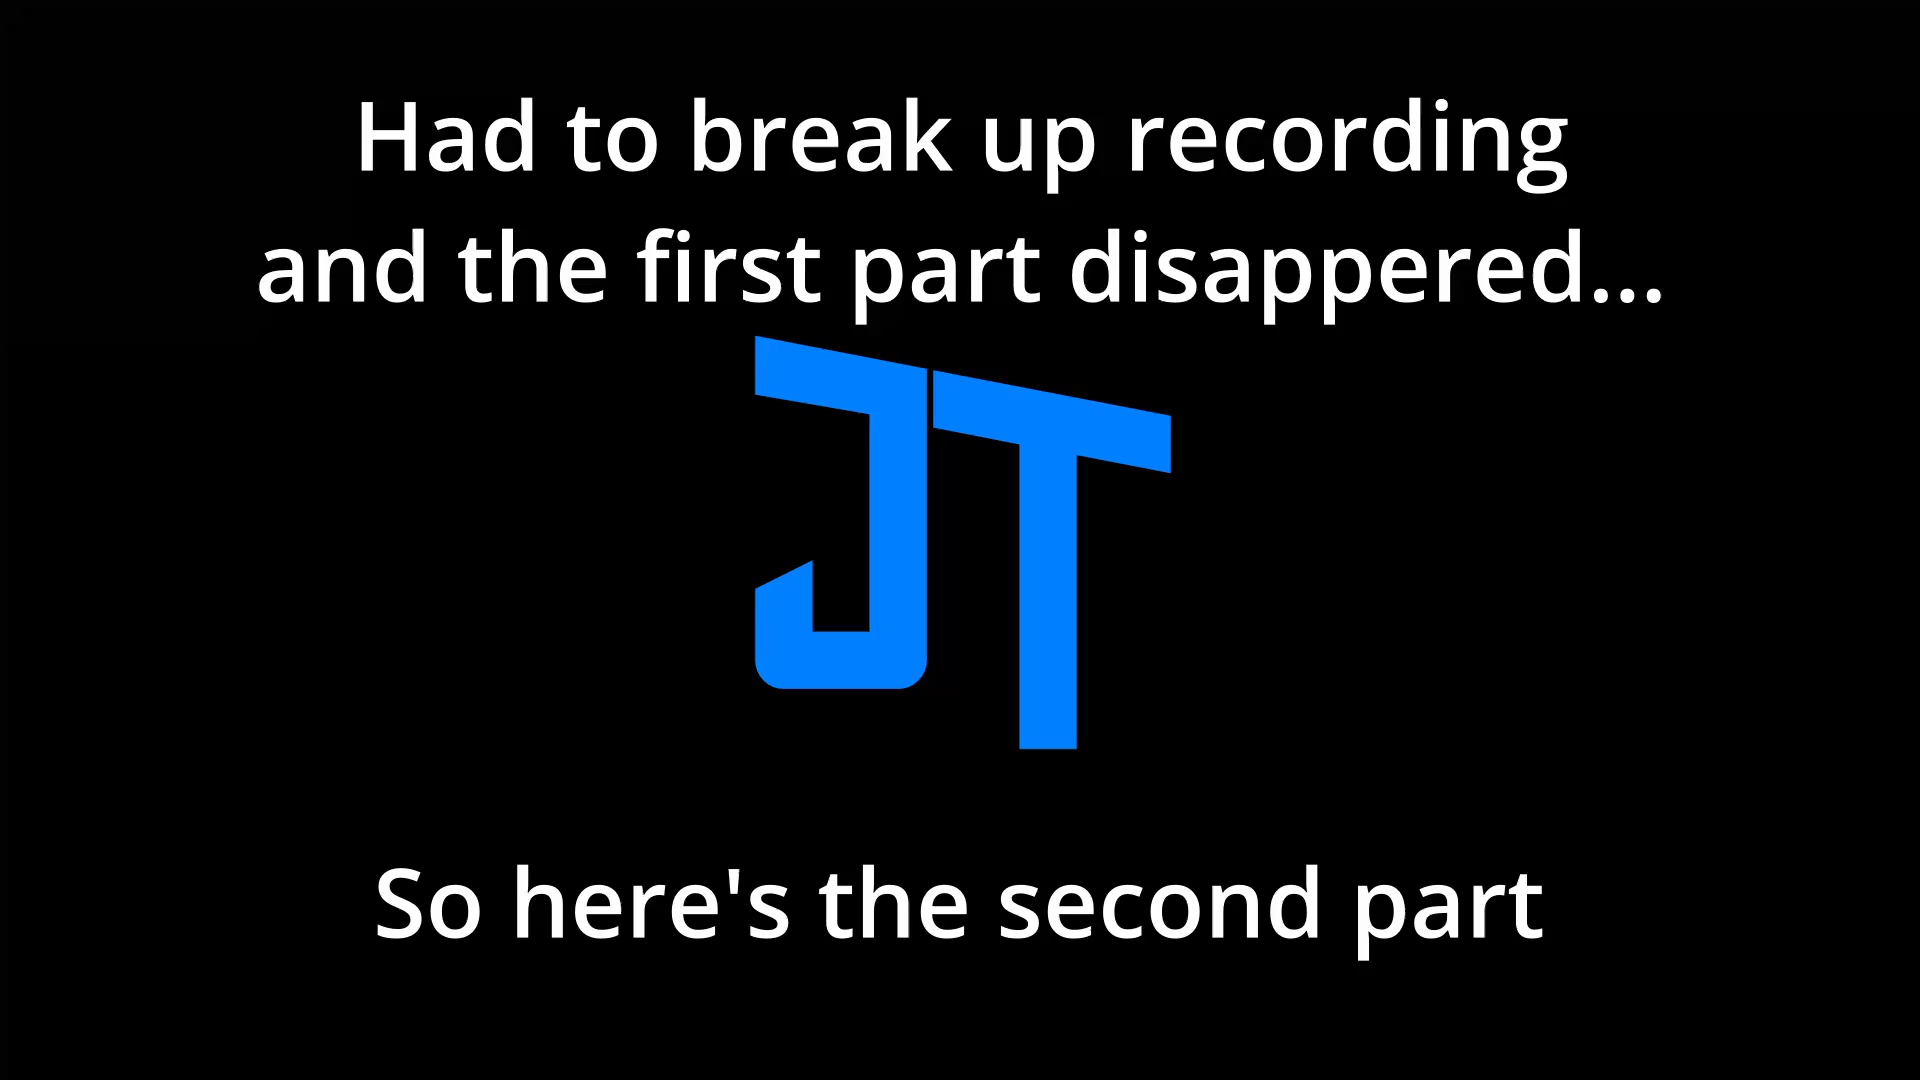 Had to break up recording
and the first part disappered...
JT
So here's the second part